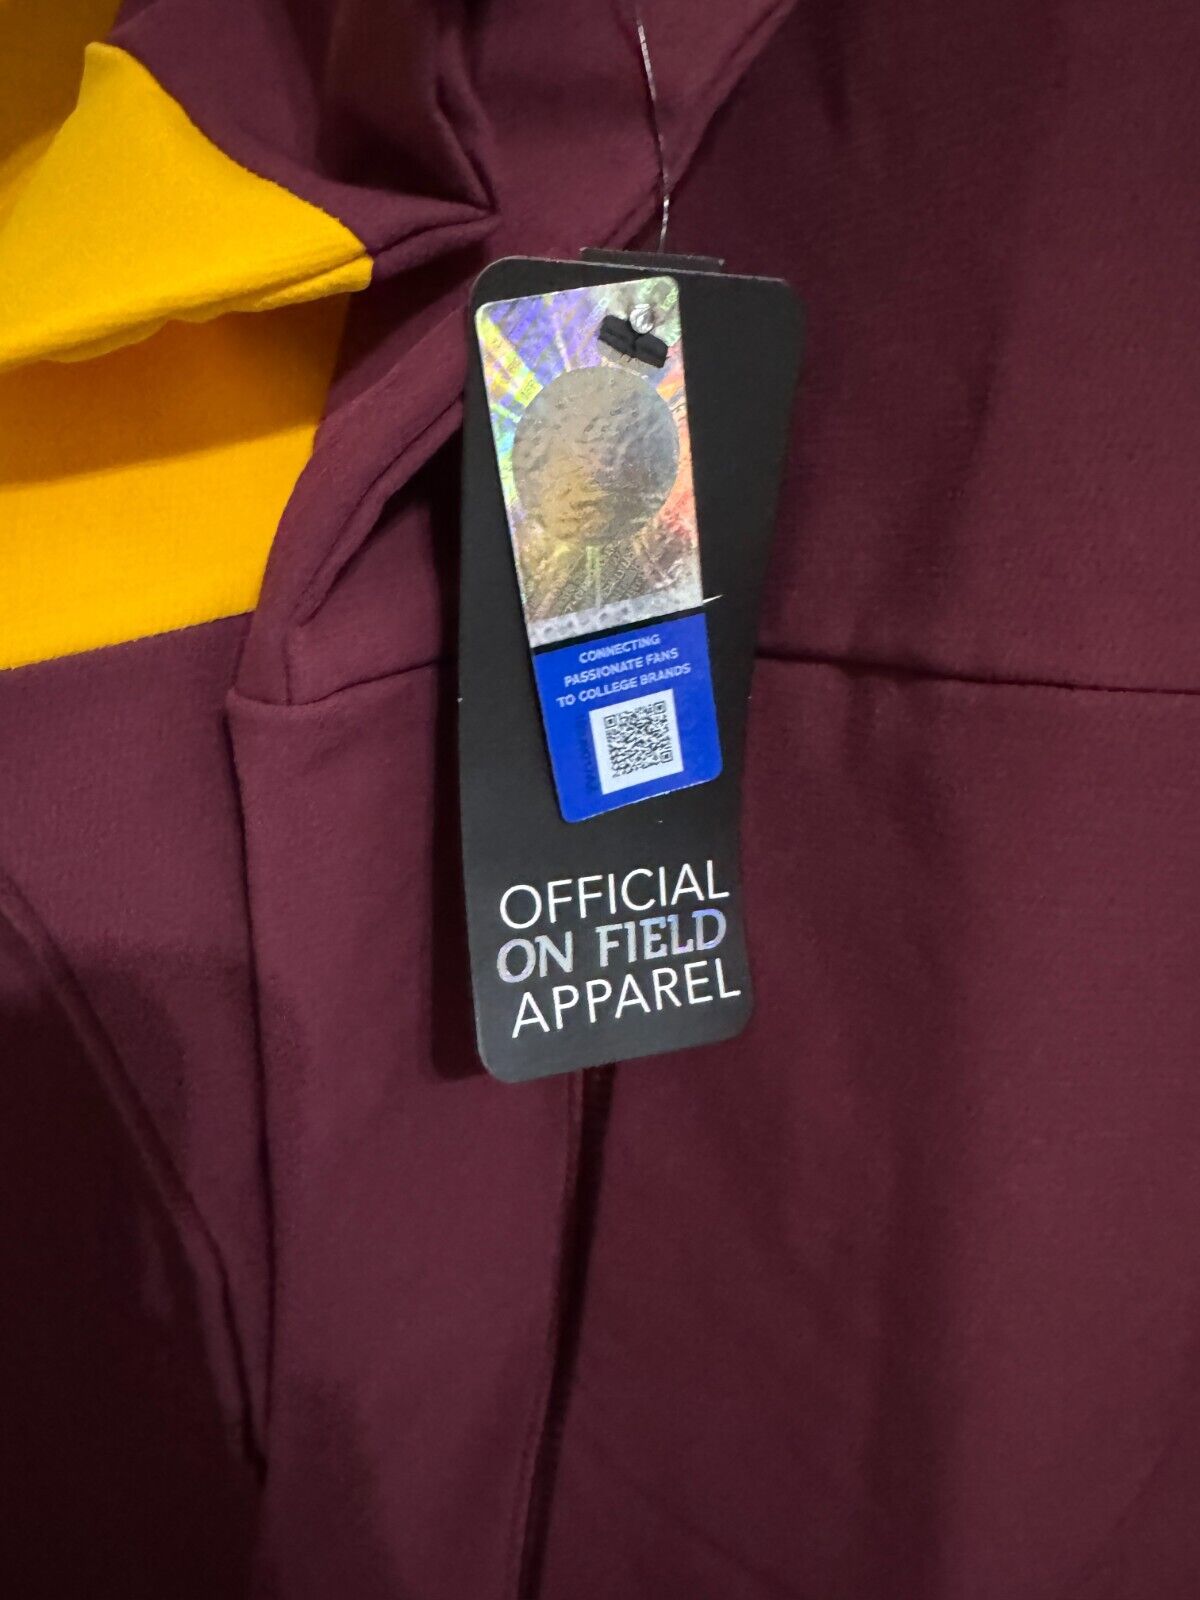 CONNECTING
PASSIONATE FANS
TO COLLEGE BRANDS
OFFICIAL
ON FIELD
APPAREL